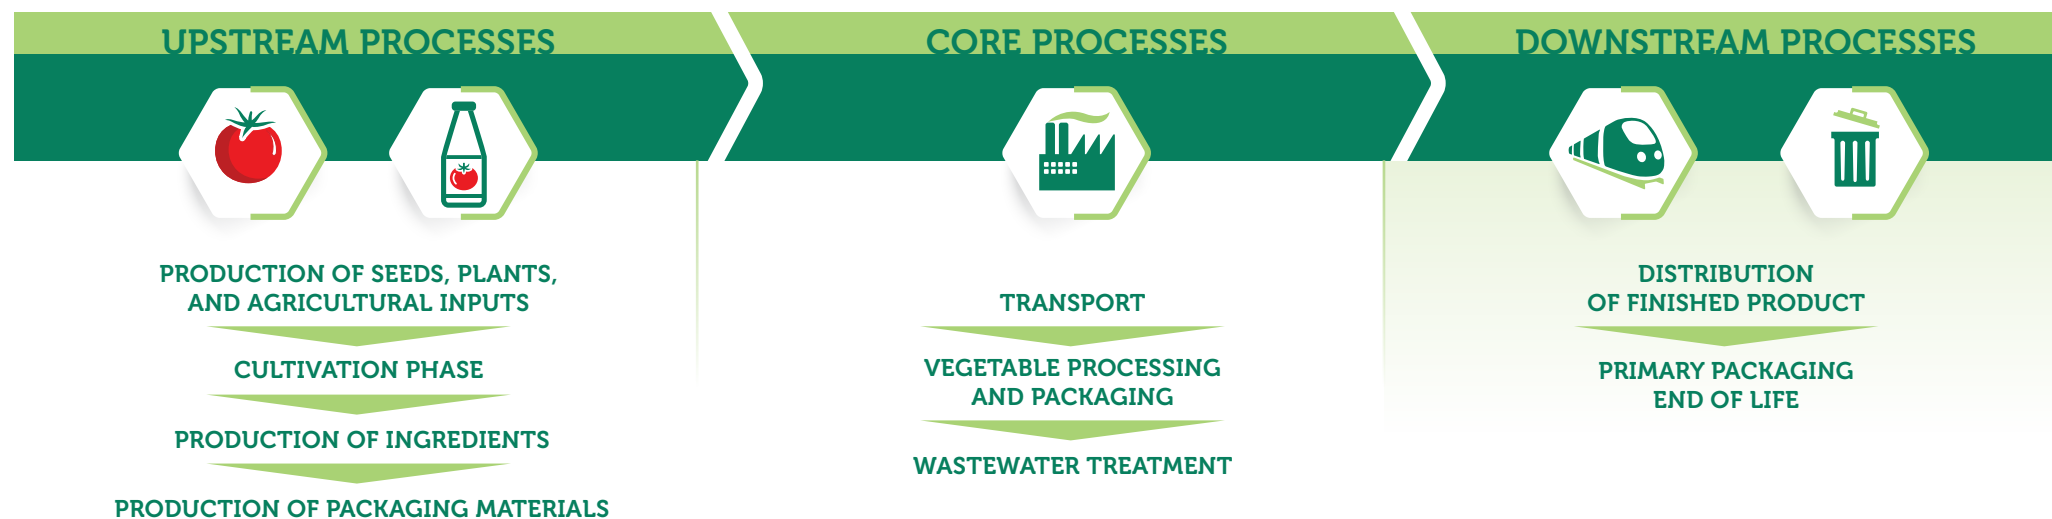 UPSTREAM PROCESSES
PRODUCTION OF SEEDS, PLANTS,
AND AGRICULTURAL INPUTS
CULTIVATION PHASE
PRODUCTION OF INGREDIENTS
PRODUCTION OF PACKAGING MATERIALS
CORE PROCESSES
TRANSPORT
VEGETABLE PROCESSING
AND PACKAGING
WASTEWATER TREATMENT
DOWNSTREAM PROCESSES
DISTRIBUTION
OF FINISHED PRODUCT
PRIMARY PACKAGING
END OF LIFE